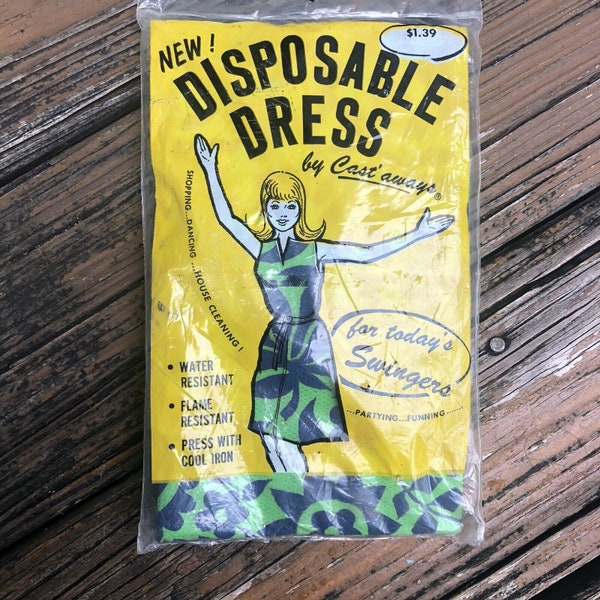 $1.39
NEW!
DISPOSABLE
DRESS
by Cast'aways®
SHOPPING...DANCING...HOUSE CLEANING!
for today's
Swingers
...PARTYING...FUNNING.......
• WATER
RESISTANT
• FLAME
RESISTANT
• PRESS WITH
COOL IRON